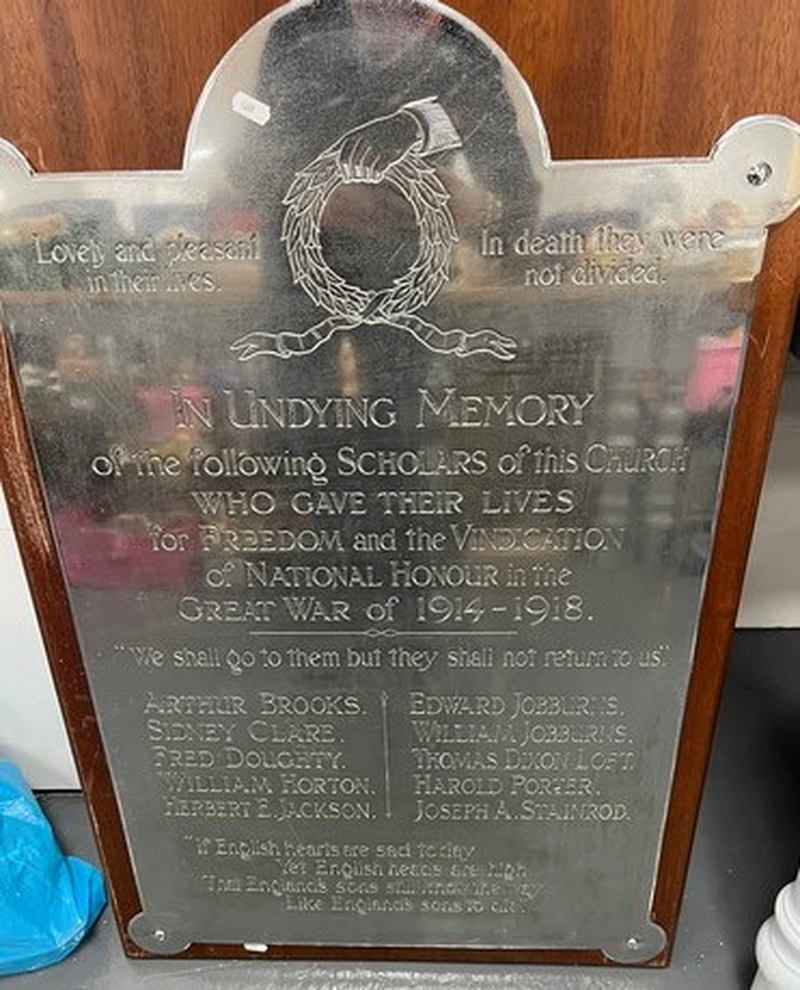 Lovely and pleasant
in their lives.
In death they were
not divided.
IN UNDYING MEMORY
of the following SCHOLARS of this CHURCH
WHO GAVE THEIR LIVES
for FREEDOM and the VINDICATION
of NATIONAL HONOUR in the
GREAT WAR of 1914-1918.
"We shall go to them but they shall not return to us."
ARTHUR BROOKS.
SIDNEY CLARE.
FRED DOUGHTY.
WILLIAM HORTON.
HERBERT E. JACKSON.
EDWARD JOBBURNS.
WILLIAM JOBBURNS.
THOMAS DIXON LOFT.
HAROLD PORTER.
JOSEPH A. STAINROD.
"If English hearts are sad today
Yet English heads are high
That England's sons still know the way
Like England's sons to die."